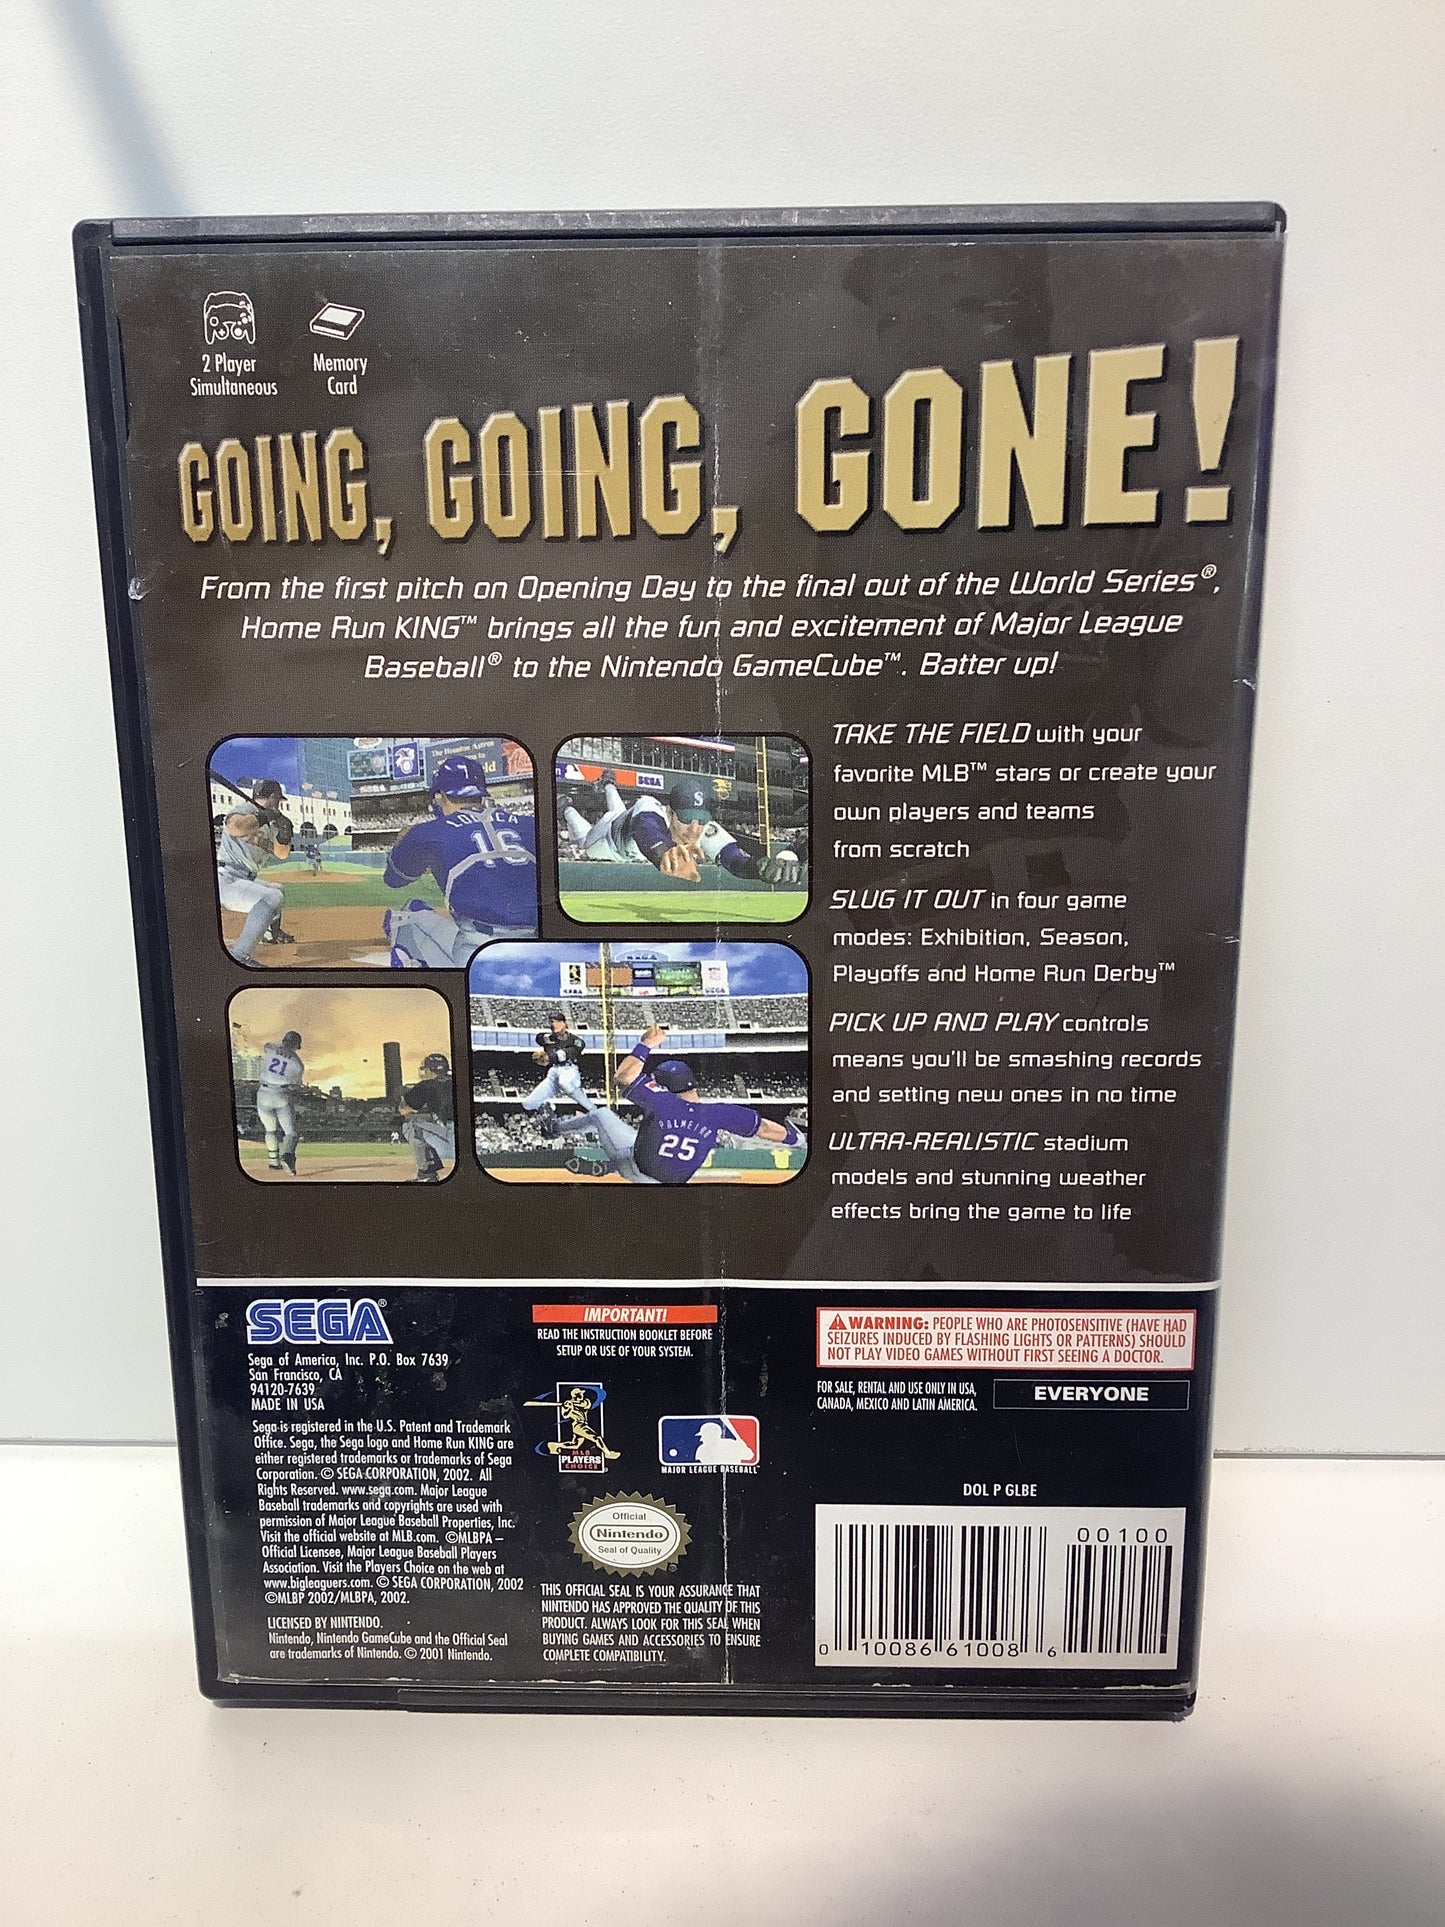 2 Player
Simultaneous
Memory
Card
GOING, GOING, GONE!
From the first pitch on Opening Day to the final out of the World Series®,
Home Run KING™ brings all the fun and excitement of Major League
Baseball® to the Nintendo GameCube™. Batter up!
TAKE THE FIELD with your
favorite MLB™ stars or create your
own players and teams
from scratch
SLUG IT OUT in four game
modes: Exhibition, Season,
Playoffs and Home Run Derby™
PICK UP AND PLAY controls
means you'll be smashing records
and setting new ones in no time
ULTRA-REALISTIC stadium
models and stunning weather
effects bring the game to life
The Houston Astros
16
SEGA
S
21
SEGA
SEGA
PALMEIRO
25
SEGA®
Sega of America, Inc. P.O. Box 7639
San Francisco, CA
94120-7639
MADE IN USA
Sega is registered in the U.S. Patent and Trademark
Office. Sega, the Sega logo and Home Run KING are
either registered trademarks or trademarks of Sega
Corporation. © SEGA CORPORATION, 2002. All
Rights Reserved. www.sega.com. Major League
Baseball trademarks and copyrights are used with
permission of Major League Baseball Properties, Inc.
Visit the official website at MLB.com. ©MLBPA –
Official Licensee, Major League Baseball Players
Association. Visit the Players Choice on the web at
www.bigleaguers.com. © SEGA CORPORATION, 2002
©MLBP 2002/MLBPA, 2002.
LICENSED BY NINTENDO.
Nintendo, Nintendo GameCube and the Official Seal
are trademarks of Nintendo. © 2001 Nintendo.
IMPORTANT!
READ THE INSTRUCTION BOOKLET BEFORE
SETUP OR USE OF YOUR SYSTEM.
MLB
PLAYERS
CHOICE
MAJOR LEAGUE BASEBALL™
Official
Nintendo
Seal of Quality
®
THIS OFFICIAL SEAL IS YOUR ASSURANCE THAT
NINTENDO HAS APPROVED THE QUALITY OF THIS
PRODUCT. ALWAYS LOOK FOR THIS SEAL WHEN
BUYING GAMES AND ACCESSORIES TO ENSURE
COMPLETE COMPATIBILITY.
WARNING: PEOPLE WHO ARE PHOTOSENSITIVE (HAVE HAD
SEIZURES INDUCED BY FLASHING LIGHTS OR PATTERNS) SHOULD
NOT PLAY VIDEO GAMES WITHOUT FIRST SEEING A DOCTOR.
FOR SALE, RENTAL AND USE ONLY IN USA,
CANADA, MEXICO AND LATIN AMERICA.
EVERYONE
DOL P GLBE
00100
0 10086 61008 6